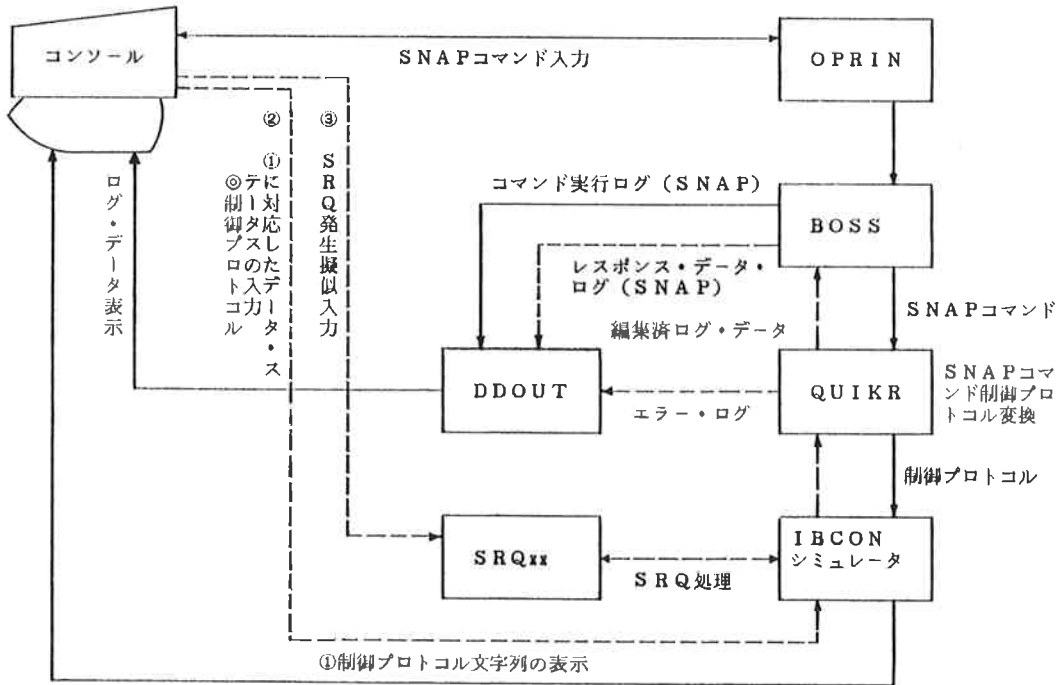 コンソール
SNAPコマンド入力
OPRIN
② ①に対応したデータ・ス
テータスの入力
◎制御プロトコル
③ SRQ発生擬似入力
ログ・データ表示
コマンド実行ログ(SNAP)
BOSS
レスポンス・データ・
ログ(SNAP)
SNAPコマンド
編集済ログ・データ
DDOUT
エラー・ログ
QUIKR
SNAPコマ
ンド制御プロ
トコル変換
制御プロトコル
SRQxx
SRQ処理
IBCON
シミュレータ
①制御プロトコル文字列の表示